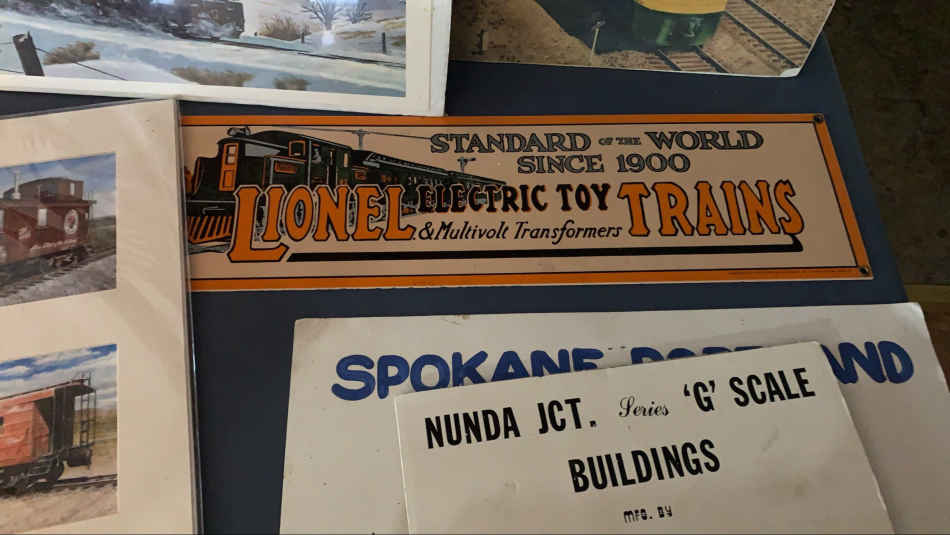 STANDARD OF THE WORLD
SINCE 1900
LIONEL ELECTRIC TOY TRAINS
& Multivolt Transformers
SPOKANE
NUNDA JCT. Series 'G' SCALE
BUILDINGS
MFG. BY